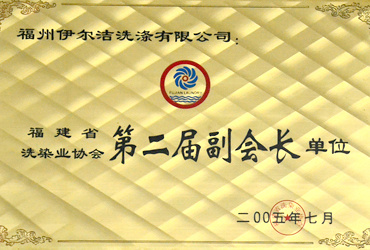 福州伊尔洁洗涤有限公司:
福建省
洗染业协会
第二届副会长单位
二00五年七月